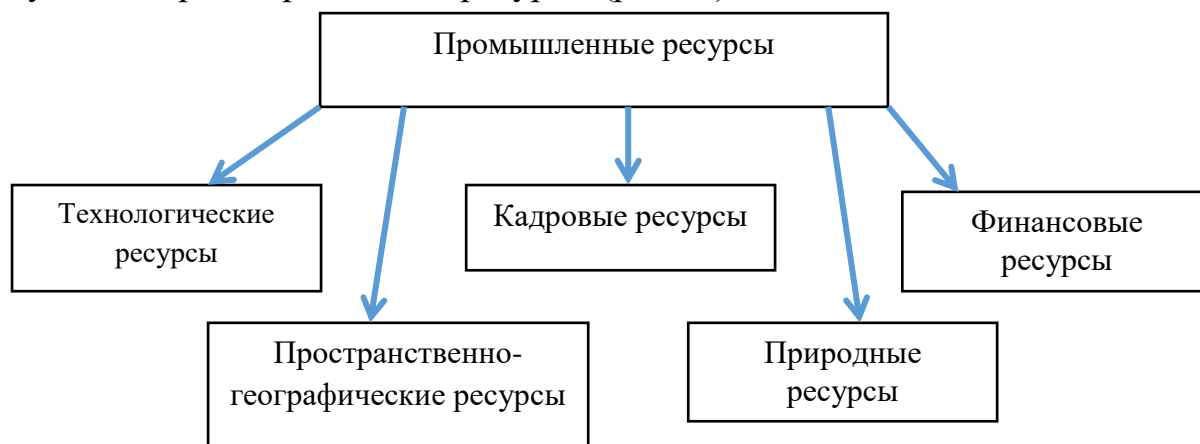 Промышленные ресурсы
Технологические
ресурсы
Кадровые ресурсы
Финансовые
ресурсы
Пространственно-
географические ресурсы
Природные
ресурсы